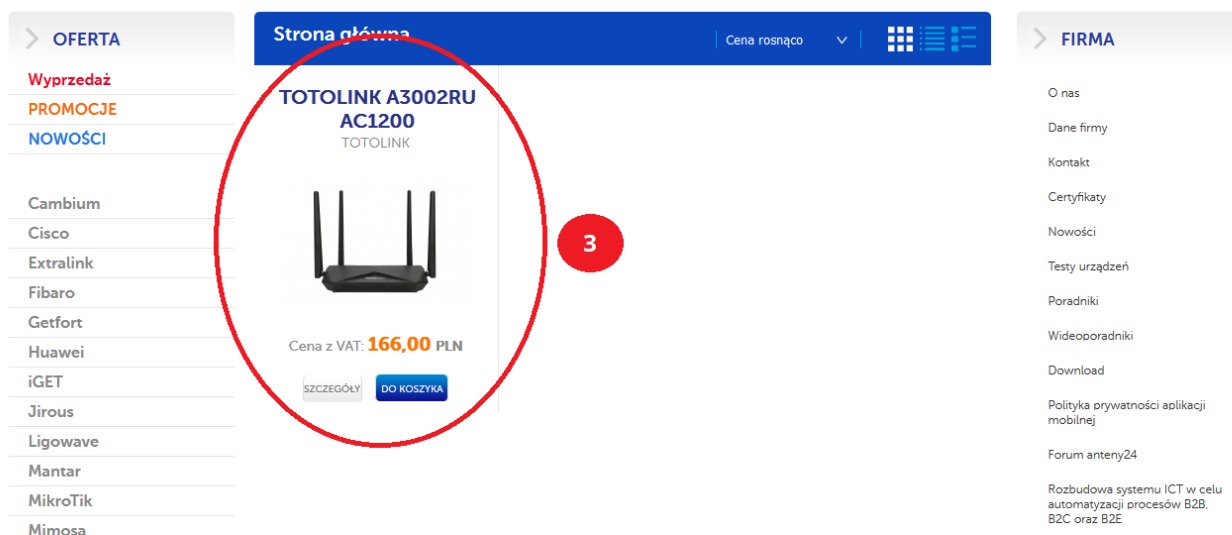 OFERTA
Wyprzedaż
PROMOCJE
NOWOŚCI
Cambium
Cisco
Extralink
Fibaro
Getfort
Huawei
iGET
Jirous
Ligowave
Mantar
MikroTik
Mimosa
Strona główna
Cena rosnąco
TOTOLINK A3002RU
AC1200
TOTOLINK
3
Cena z VAT: 166,00 PLN
SZCZEGÓŁY DO KOSZYKA
FIRMA
O nas
Dane firmy
Kontakt
Certyfikaty
Nowości
Testy urządzeń
Poradniki
Wideoporadniki
Download
Polityka prywatności aplikacji
mobilnej
Forum anteny24
Rozbudowa systemu ICT w celu
automatyzacji procesów B2B,
B2C oraz B2E